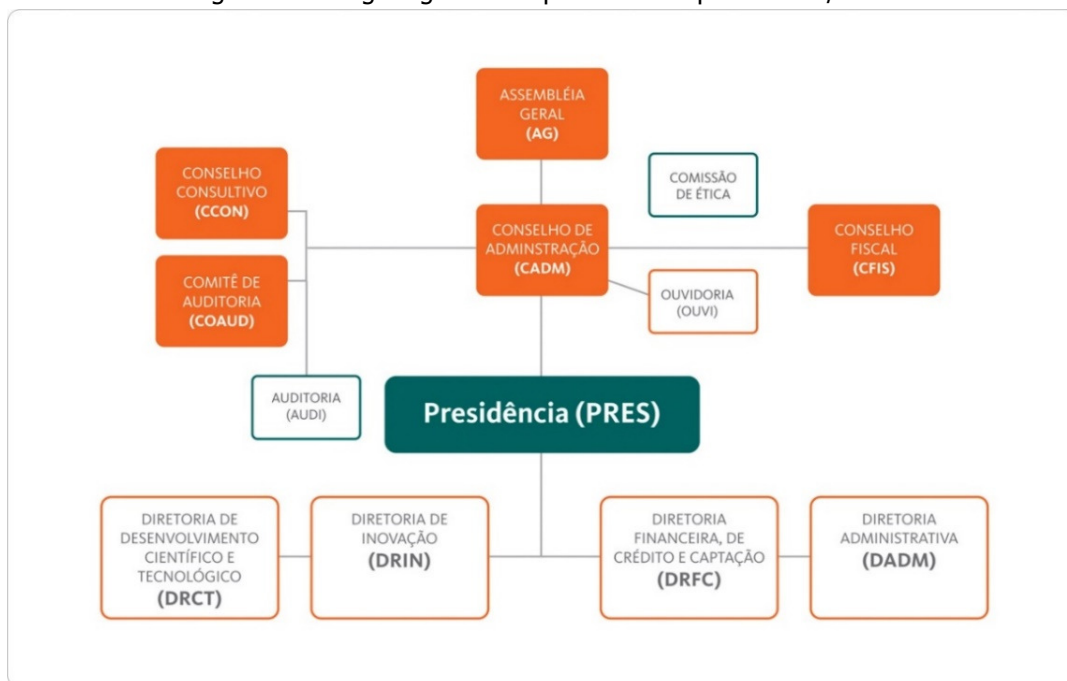 ASSEMBLÉIA
GERAL
(AG)
COMISSÃO
DE ÉTICA
CONSELHO
CONSULTIVO
(CCON)
CONSELHO DE
ADMINSTRAÇÃO
(CADM)
CONSELHO
FISCAL
(CFIS)
COMITÊ DE
AUDITORIA
(COAUD)
OUVIDORIA
(OUVI)
AUDITORIA
(AUDI)
Presidência (PRES)
DIRETORIA DE
DESENVOLVIMENTO
CIENTÍFICO E
TECNOLÓGICO
(DRCT)
DIRETORIA DE
INOVAÇÃO
(DRIN)
DIRETORIA
FINANCEIRA, DE
CRÉDITO E CAPTAÇÃO
(DRFC)
DIRETORIA
ADMINISTRATIVA
(DADM)